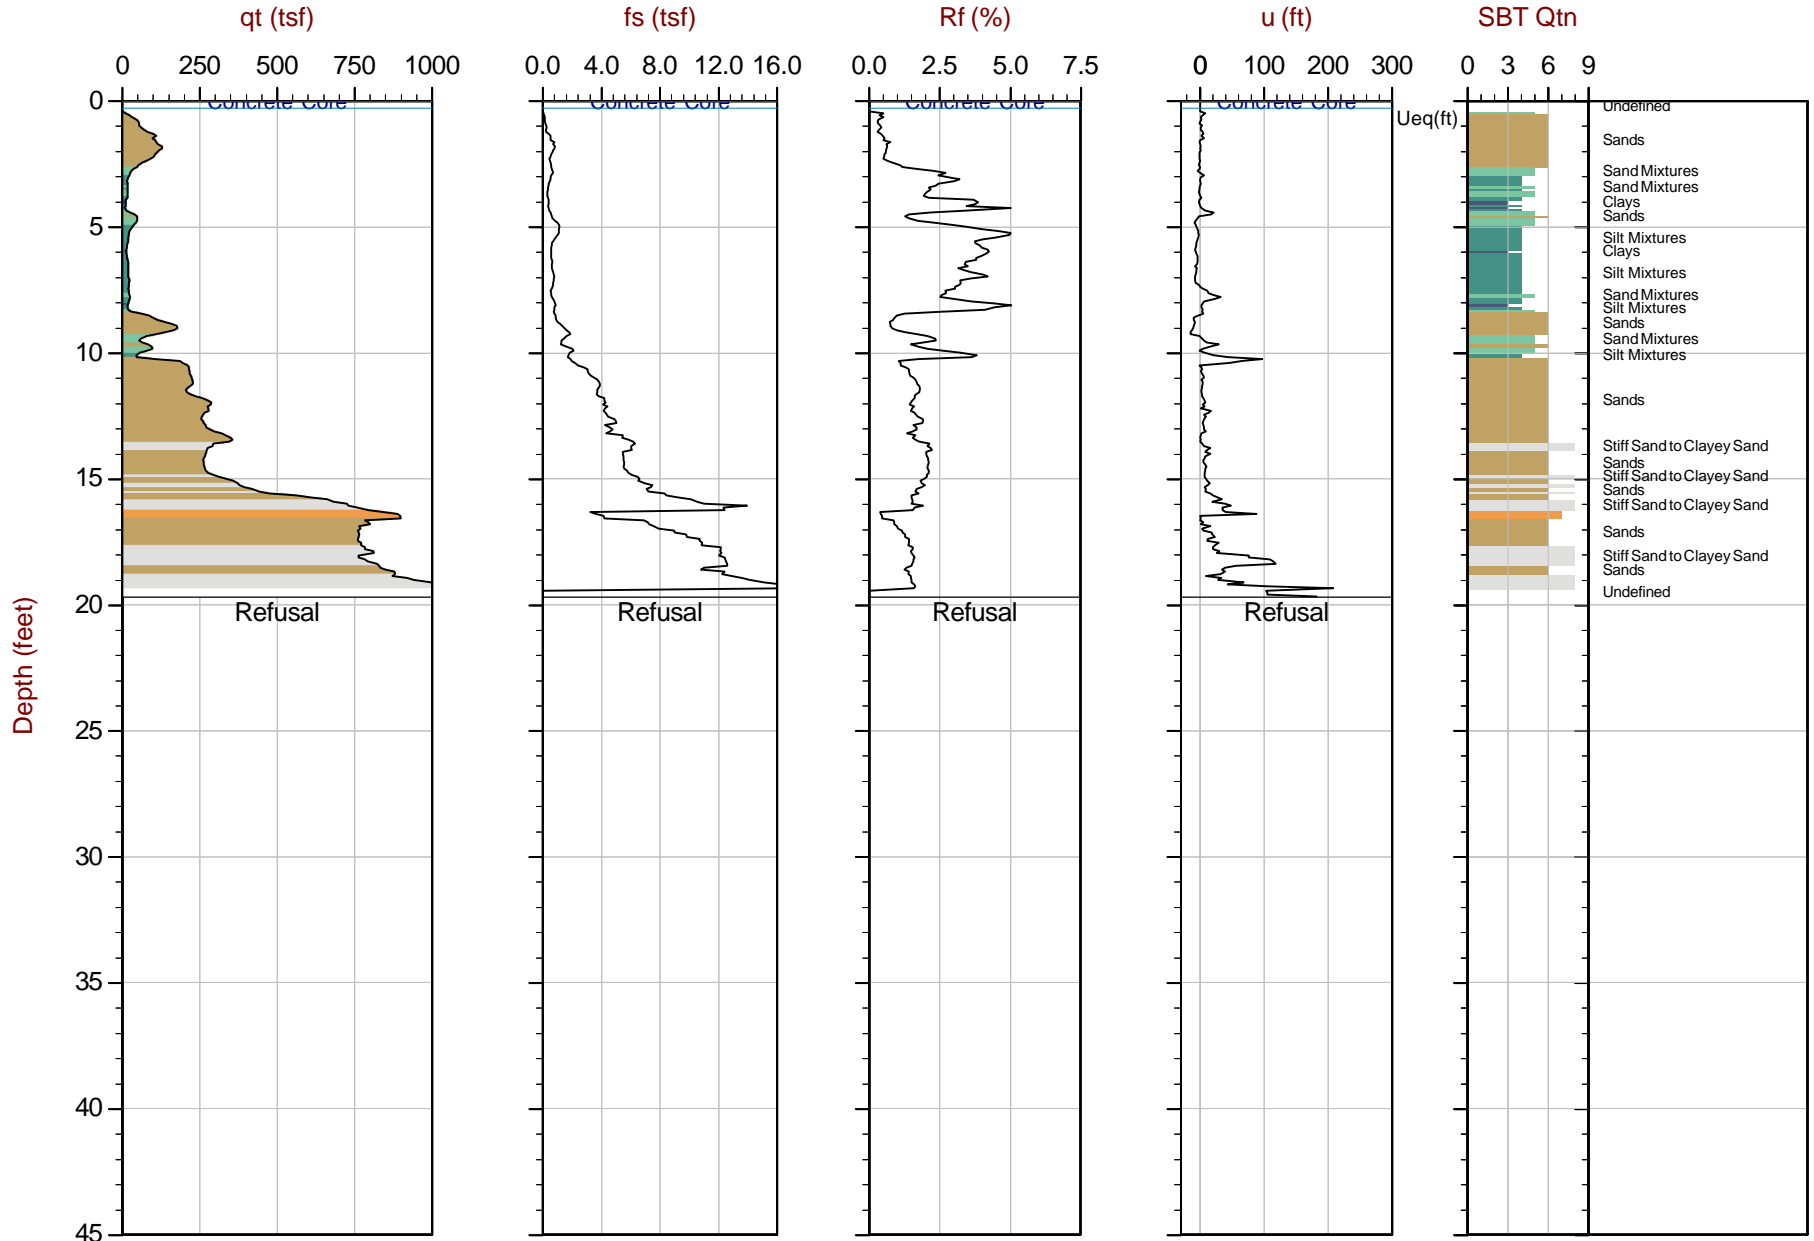 qt (tsf) fs (tsf) Rf (%) u (ft) SBT Qtn
0 250 500 750 1000 0.0 4.0 8.0 12.0 16.0 0.0 2.5 5.0 7.5 0 100 200 300 0 3 6 9
0
Concrete Core Concrete Core Concrete Core Concrete Core
Undefined
Ueq(ft)
Sands
Sand Mixtures
Sand Mixtures
Clays
Sands
5
Silt Mixtures
Clays
Silt Mixtures
Sand Mixtures
Silt Mixtures
Sands
Sand Mixtures
10
Silt Mixtures
Sands
Stiff Sand to Clayey Sand
Sands
15
Stiff Sand to Clayey Sand
Sands
Stiff Sand to Clayey Sand
Sands
Stiff Sand to Clayey Sand
Sands
Undefined
20
Refusal Refusal Refusal Refusal
Depth (feet)
25
30
35
40
45